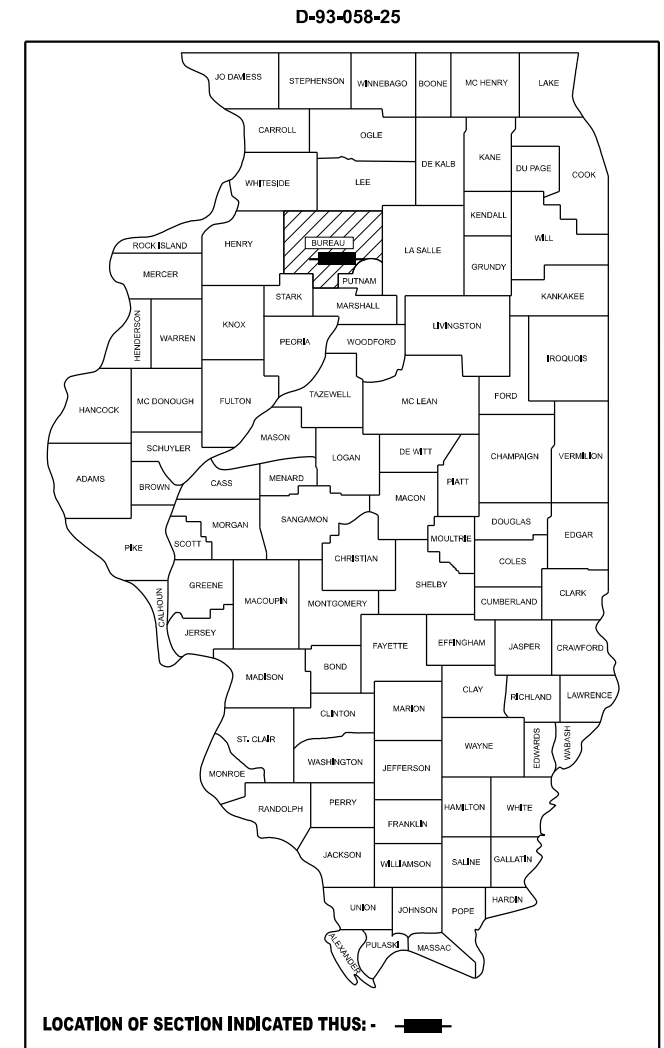 D-93-058-25
JO DAVIESS
STEPHENSON
WINNEBAGO
BOONE
MC HENRY
LAKE
CARROLL
OGLE
DE KALB
KANE
DU PAGE
COOK
WHITESIDE
LEE
KENDALL
WILL
ROCK ISLAND
HENRY
BUREAU
LA SALLE
GRUNDY
MERCER
PUTNAM
KANKAKEE
STARK
MARSHALL
HENDERSON
WARREN
KNOX
PEORIA
WOODFORD
LIVINGSTON
IROQUOIS
HANCOCK
MC DONOUGH
FULTON
TAZEWELL
MC LEAN
FORD
MASON
SCHUYLER
LOGAN
DE WITT
CHAMPAIGN
VERMILION
ADAMS
BROWN
CASS
MENARD
PIATT
MACON
MORGAN
SANGAMON
DOUGLAS
EDGAR
PIKE
SCOTT
CHRISTIAN
MOULTRIE
COLES
SHELBY
GREENE
MACOUPIN
MONTGOMERY
CUMBERLAND
CLARK
CALHOUN
JERSEY
FAYETTE
EFFINGHAM
JASPER
CRAWFORD
BOND
MADISON
CLAY
RICHLAND
LAWRENCE
CLINTON
MARION
ST. CLAIR
WAYNE
EDWARDS
WABASH
WASHINGTON
JEFFERSON
MONROE
RANDOLPH
PERRY
HAMILTON
WHITE
FRANKLIN
JACKSON
WILLIAMSON
SALINE
GALLATIN
UNION
JOHNSON
POPE
HARDIN
ALEXANDER
PULASKI
MASSAC
LOCATION OF SECTION INDICATED THUS: -